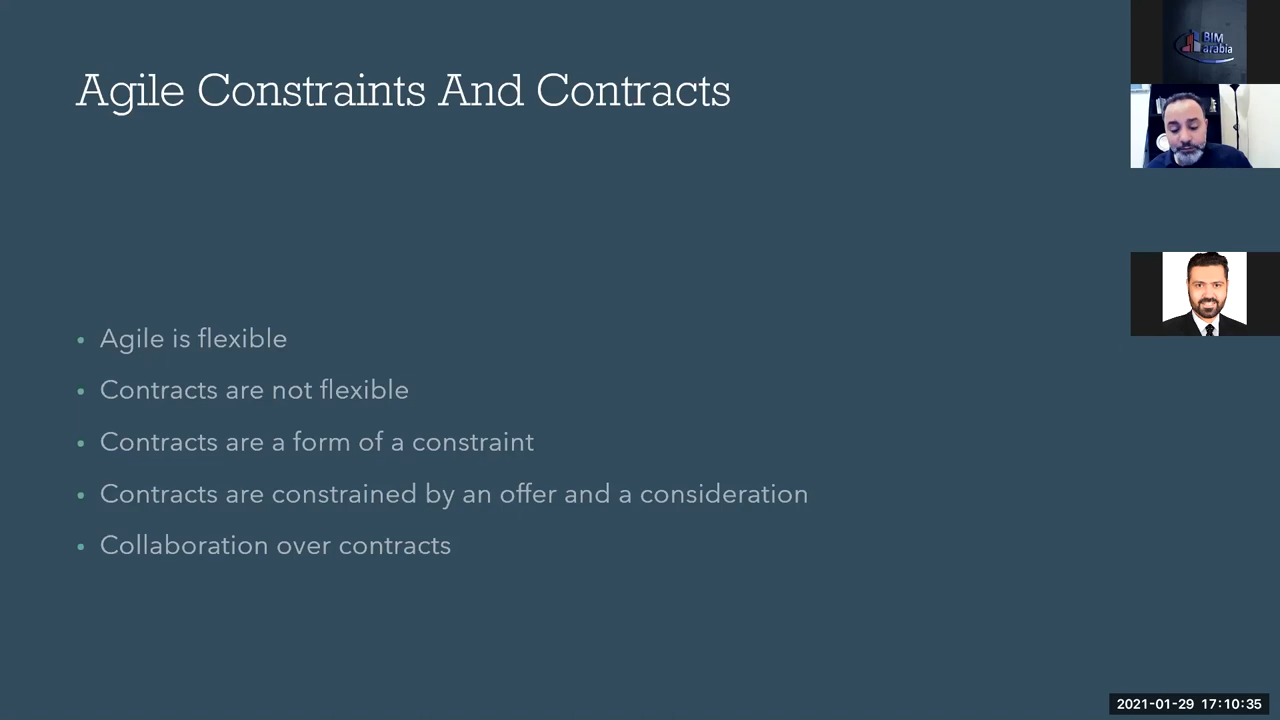 Agile Constraints And Contracts
BIM
arabia
• Agile is flexible
• Contracts are not flexible
• Contracts are a form of a constraint
• Contracts are constrained by an offer and a consideration
• Collaboration over contracts
2021-01-29 17:10:35